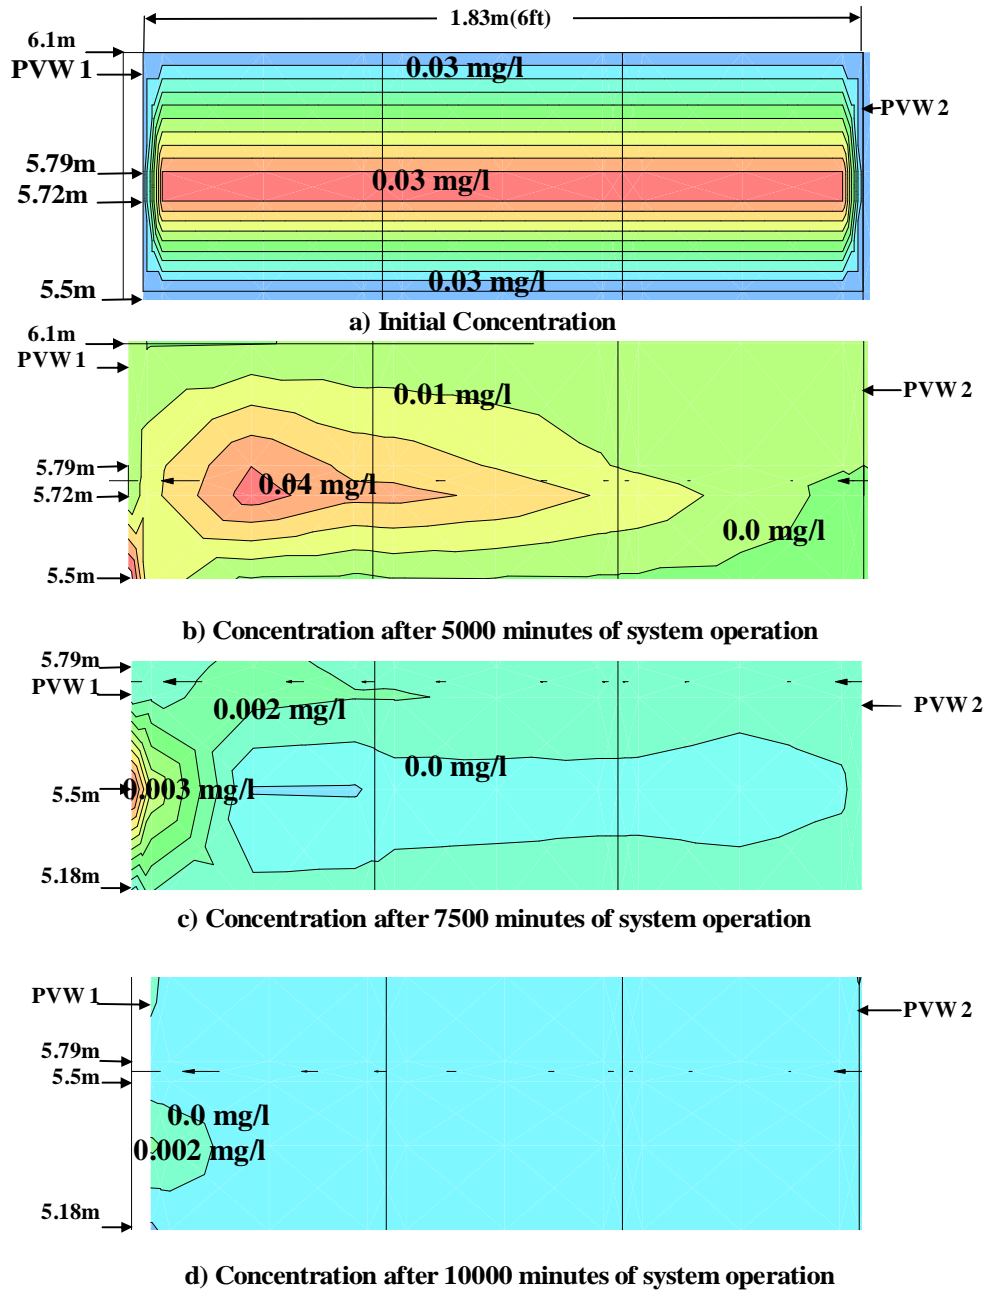 1.83m(6ft)
6.1m
PVW 1
0.03 mg/l
PVW 2
5.79m
0.03 mg/l
5.72m
0.03 mg/l
5.5m
a) Initial Concentration
6.1m
PVW 1
0.01 mg/l
PVW 2
5.79m
0.04 mg/l
5.72m
0.0 mg/l
5.5m
b) Concentration after 5000 minutes of system operation
5.79m
PVW 1
0.002 mg/l
PVW 2
0.0 mg/l
0.003 mg/l
5.5m
5.18m
c) Concentration after 7500 minutes of system operation
PVW 1
PVW 2
5.79m
5.5m
0.0 mg/l
0.002 mg/l
5.18m
d) Concentration after 10000 minutes of system operation